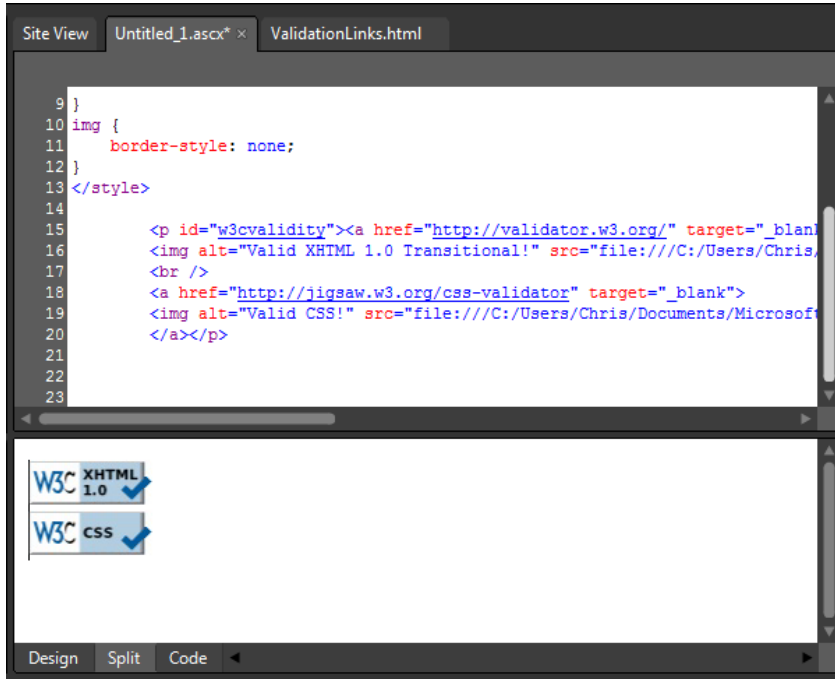 Site View Untitled_1.ascx* × ValidationLinks.html
9 }
10 img {
11 border-style: none;
12 }
13 </style>
14
15 <p id="w3cvalidity"><a href="http://validator.w3.org/" target="_blan
16 <img alt="Valid XHTML 1.0 Transitional!" src="file:///C:/Users/Chris/
17 <br />
18 <a href="http://jigsaw.w3.org/css-validator" target="_blank">
19 <img alt="Valid CSS!" src="file:///C:/Users/Chris/Documents/Microsoft
20 </a></p>
21
22
23
W3C XHTML
1.0
W3C CSS
Design Split Code